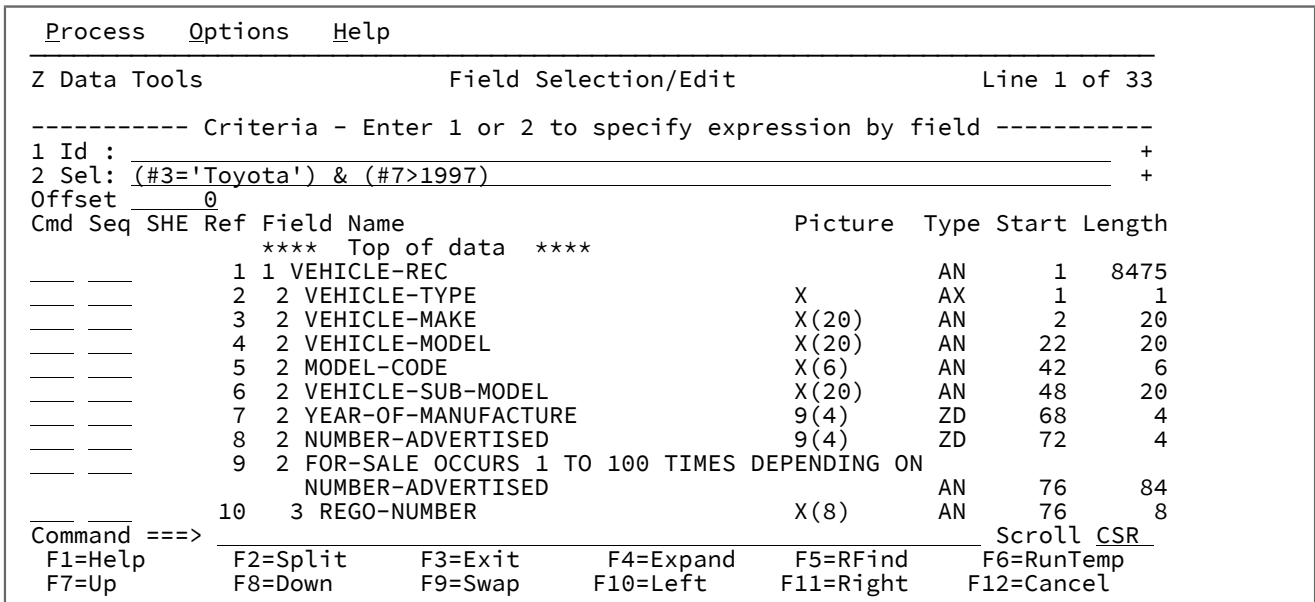 Process   Options   Help
Z Data Tools                 Field Selection/Edit                 Line 1 of 33
----------- Criteria - Enter 1 or 2 to specify expression by field -----------
1 Id : +
2 Sel: (#3='Toyota') & (#7>1997) +
Offset      0
Cmd Seq SHE Ref Field Name                           Picture  Type Start Length
                **** Top of data ****
              1 1 VEHICLE-REC                                 AN       1   8475
              2  2 VEHICLE-TYPE                      X        AX       1      1
              3  2 VEHICLE-MAKE                      X(20)    AN       2     20
              4  2 VEHICLE-MODEL                     X(20)    AN      22     20
              5  2 MODEL-CODE                        X(6)     AN      42      6
              6  2 VEHICLE-SUB-MODEL                 X(20)    AN      48     20
              7  2 YEAR-OF-MANUFACTURE               9(4)     ZD      68      4
              8  2 NUMBER-ADVERTISED                 9(4)     ZD      72      4
              9  2 FOR-SALE OCCURS 1 TO 100 TIMES DEPENDING ON
                   NUMBER-ADVERTISED                          AN      76     84
             10   3 REGO-NUMBER                      X(8)     AN      76      8
Command ===> Scroll CSR
F1=Help      F2=Split     F3=Exit      F4=Expand    F5=RFind     F6=RunTemp
F7=Up        F8=Down      F9=Swap      F10=Left     F11=Right    F12=Cancel